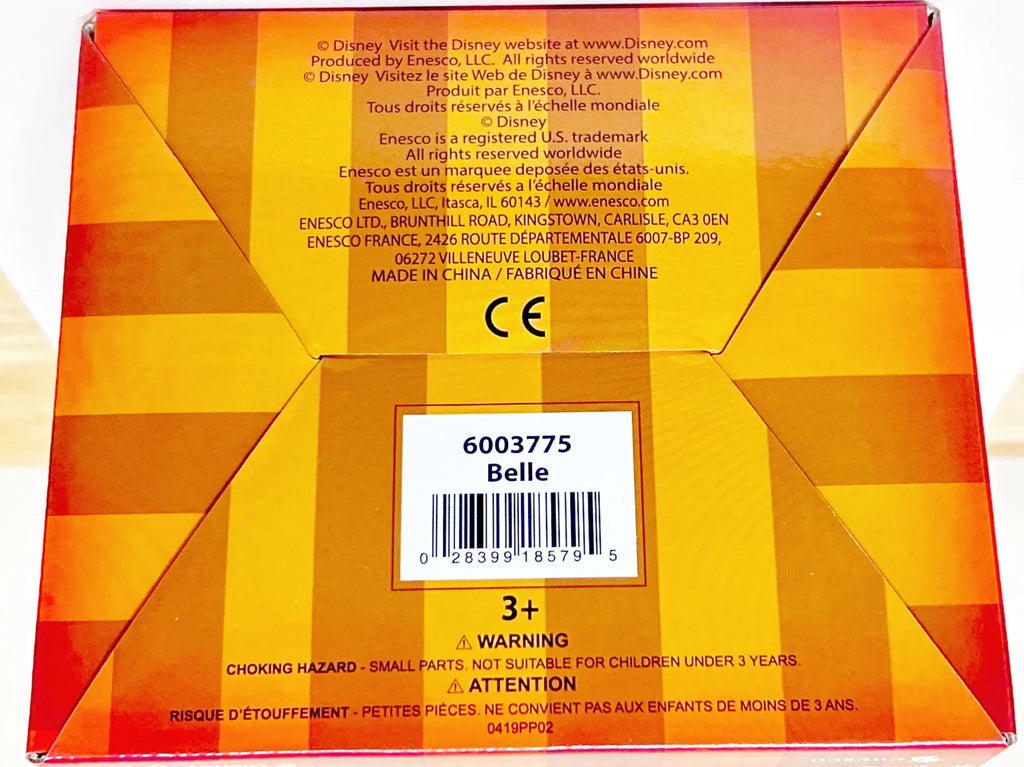 © Disney Visit the Disney website at www.Disney.com
Produced by Enesco, LLC. All rights reserved worldwide
© Disney Visitez le site Web de Disney à www.Disney.com
Produit par Enesco, LLC.
Tous droits réservés à l'échelle mondiale
© Disney
Enesco is a registered U.S. trademark
All rights reserved worldwide
Enesco est un marquee deposée des états-unis.
Tous droits réservés a l'échelle mondiale
Enesco, LLC, Itasca, IL 60143 / www.enesco.com
ENESCO LTD., BRUNTHILL ROAD, KINGSTOWN, CARLISLE, CA3 0EN
ENESCO FRANCE, 2426 ROUTE DÉPARTEMENTALE 6007-BP 209,
06272 VILLENEUVE LOUBET-FRANCE
MADE IN CHINA / FABRIQUÉ EN CHINE
CE
6003775
Belle
0 28399 18579 5
3+
⚠ WARNING
CHOKING HAZARD - SMALL PARTS. NOT SUITABLE FOR CHILDREN UNDER 3 YEARS.
⚠ ATTENTION
RISQUE D'ÉTOUFFEMENT - PETITES PIÉCES. NE CONVIENT PAS AUX ENFANTS DE MOINS DE 3 ANS.
0419PP02